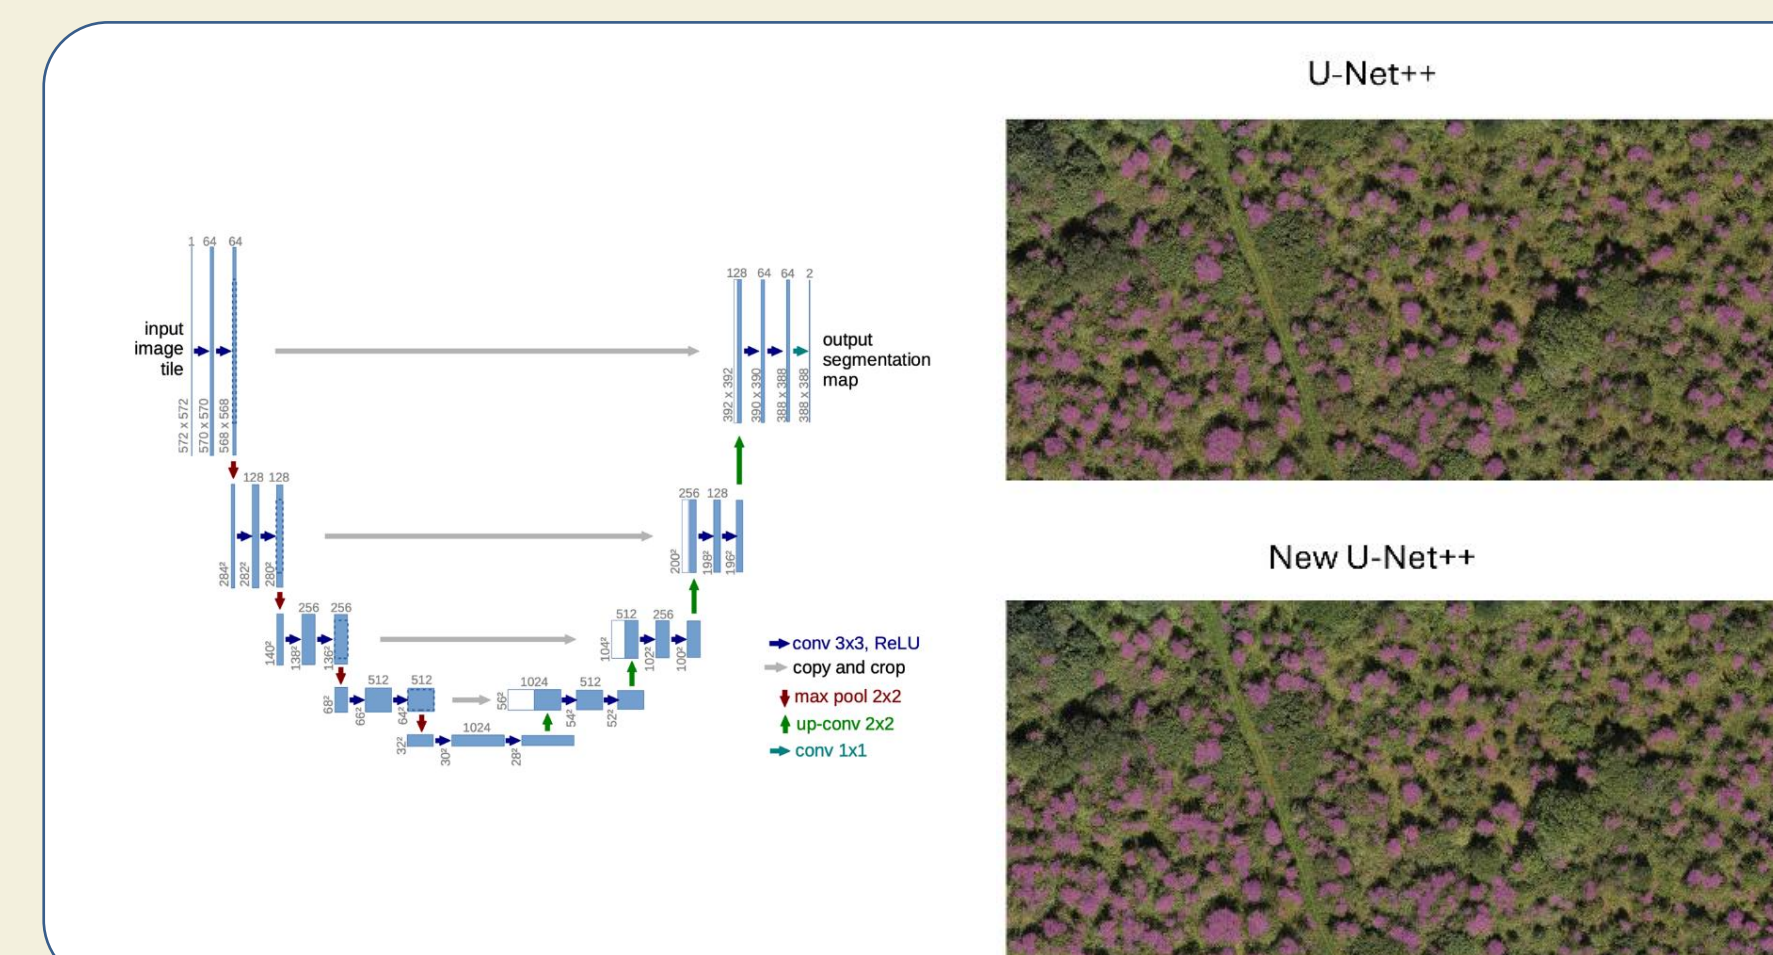 U-Net++
1 64 64
128 64 64 2
input
image
tile
572 x 572
570 x 570
568 x 568
392 x 392
390 x 390
388 x 388
388 x 388
output
segmentation
map
128 128
284²
282²
280²
256 128
200²
198²
196²
New U-Net++
256 256
140²
138²
136²
512 256
104²
102²
100²
512 512
68²
66²
64²
1024 512
56²
54²
52²
1024
32²
30²
28²
conv 3x3, ReLU
copy and crop
max pool 2x2
up-conv 2x2
conv 1x1